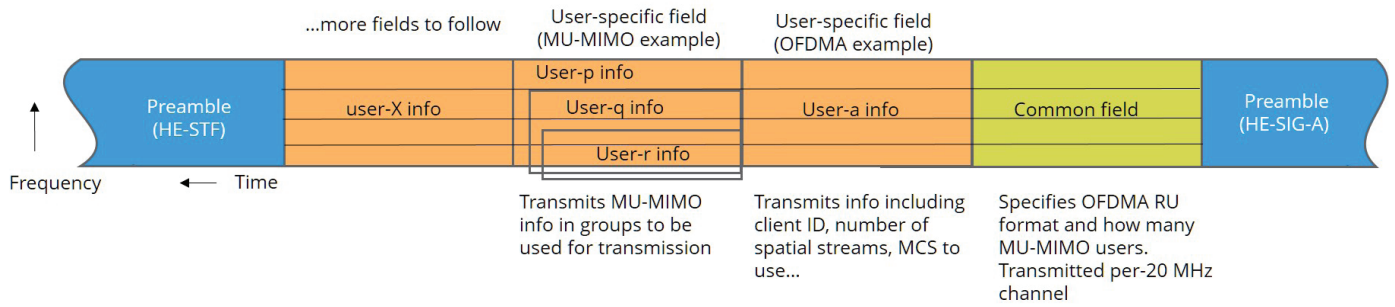 ...more fields to follow
User-specific field
(MU-MIMO example)
User-specific field
(OFDMA example)
Preamble
(HE-STF)
user-X info
User-p info
User-q info
User-r info
User-a info
Common field
Preamble
(HE-SIG-A)
Frequency
Time
Transmits MU-MIMO
info in groups to be
used for transmission
Transmits info including
client ID, number of
spatial streams, MCS to
use...
Specifies OFDMA RU
format and how many
MU-MIMO users.
Transmitted per-20 MHz
channel